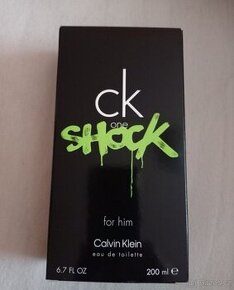 ck
one
SHOCK
for him
Calvin Klein
eau de toilette
6.7 FL OZ 200 ml ℮